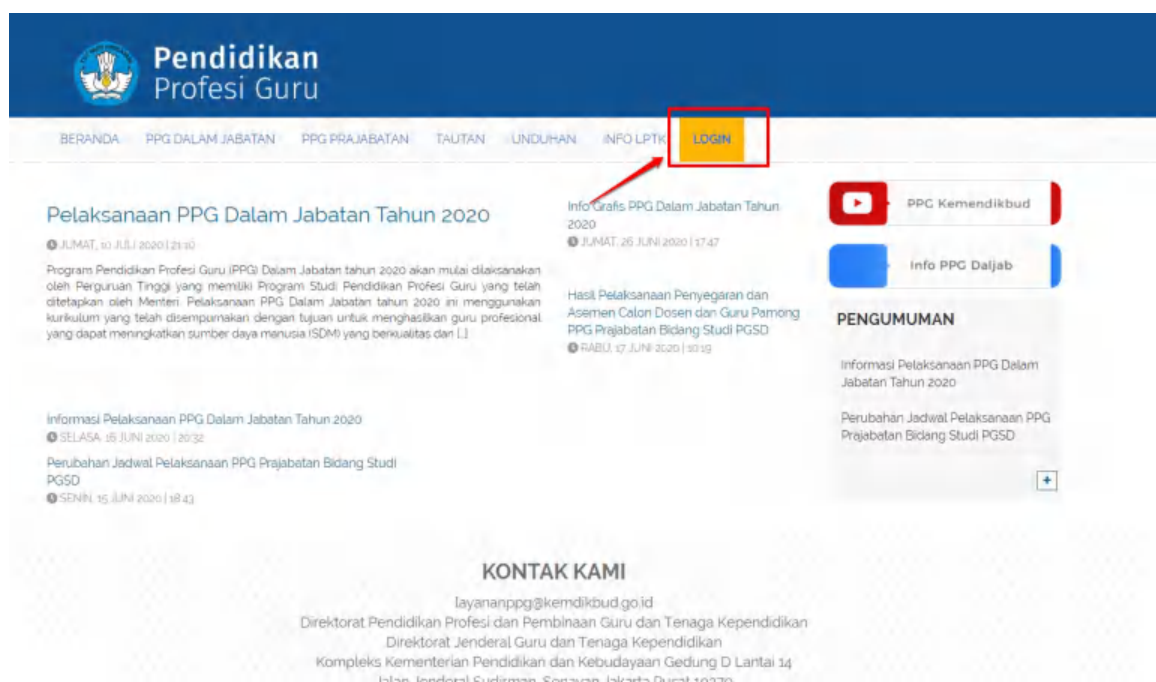 Pendidikan
Profesi Guru
BERANDA PPG DALAM JABATAN PPG PRAJABATAN TAUTAN UNDUHAN INFO LPTK LOGIN
Pelaksanaan PPG Dalam Jabatan Tahun 2020
JUMAT, 10 JULI 2020 | 21:10
Program Pendidikan Profesi Guru (PPG) Dalam Jabatan tahun 2020 akan mulai dilaksanakan
oleh Perguruan Tinggi yang memiliki Program Studi Pendidikan Profesi Guru yang telah
ditetapkan oleh Menteri. Pelaksanaan PPG Dalam Jabatan tahun 2020 ini menggunakan
kurikulum yang telah disempurnakan dengan tujuan untuk menghasilkan guru profesional
yang dapat meningkatkan sumber daya manusia (SDM) yang berkualitas dan [...]
Informasi Pelaksanaan PPG Dalam Jabatan Tahun 2020
SELASA, 16 JUNI 2020 | 20:32
Perubahan Jadwal Pelaksanaan PPG Prajabatan Bidang Studi
PGSD
SENIN, 15 JUNI 2020 | 18:43
Info Grafis PPG Dalam Jabatan Tahun
2020
JUMAT, 26 JUNI 2020 | 17:47
Hasil Pelaksanaan Penyegaran dan
Asemen Calon Dosen dan Guru Pamong
PPG Prajabatan Bidang Studi PGSD
RABU, 17 JUNI 2020 | 10:19
PPG Kemendikbud
Info PPG Daljab
PENGUMUMAN
Informasi Pelaksanaan PPG Dalam
Jabatan Tahun 2020
Perubahan Jadwal Pelaksanaan PPG
Prajabatan Bidang Studi PGSD
+
KONTAK KAMI
layananppg@kemdikbud.go.id
Direktorat Pendidikan Profesi dan Pembinaan Guru dan Tenaga Kependidikan
Direktorat Jenderal Guru dan Tenaga Kependidikan
Kompleks Kementerian Pendidikan dan Kebudayaan Gedung D Lantai 14
Jalan Jenderal Sudirman, Senayan, Jakarta Pusat 10270